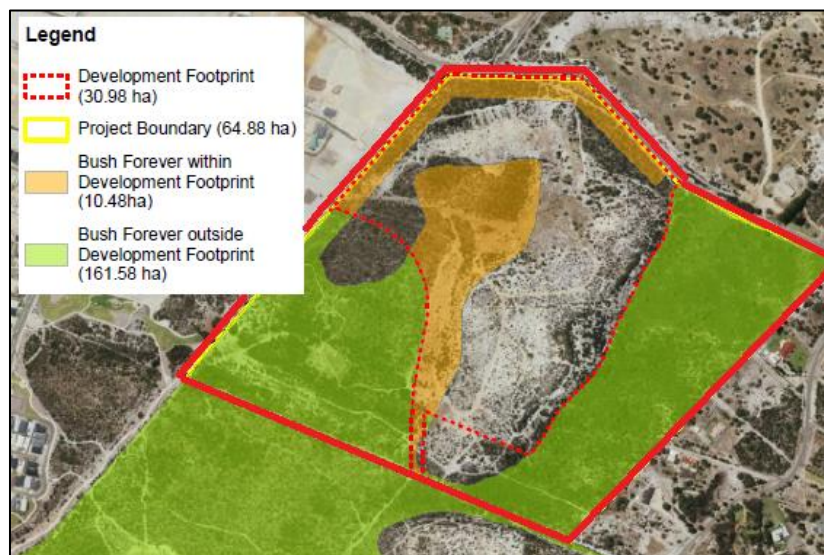 Legend
Development Footprint
(30.98 ha)
Project Boundary (64.88 ha)
Bush Forever within
Development Footprint
(10.48ha)
Bush Forever outside
Development Footprint
(161.58 ha)